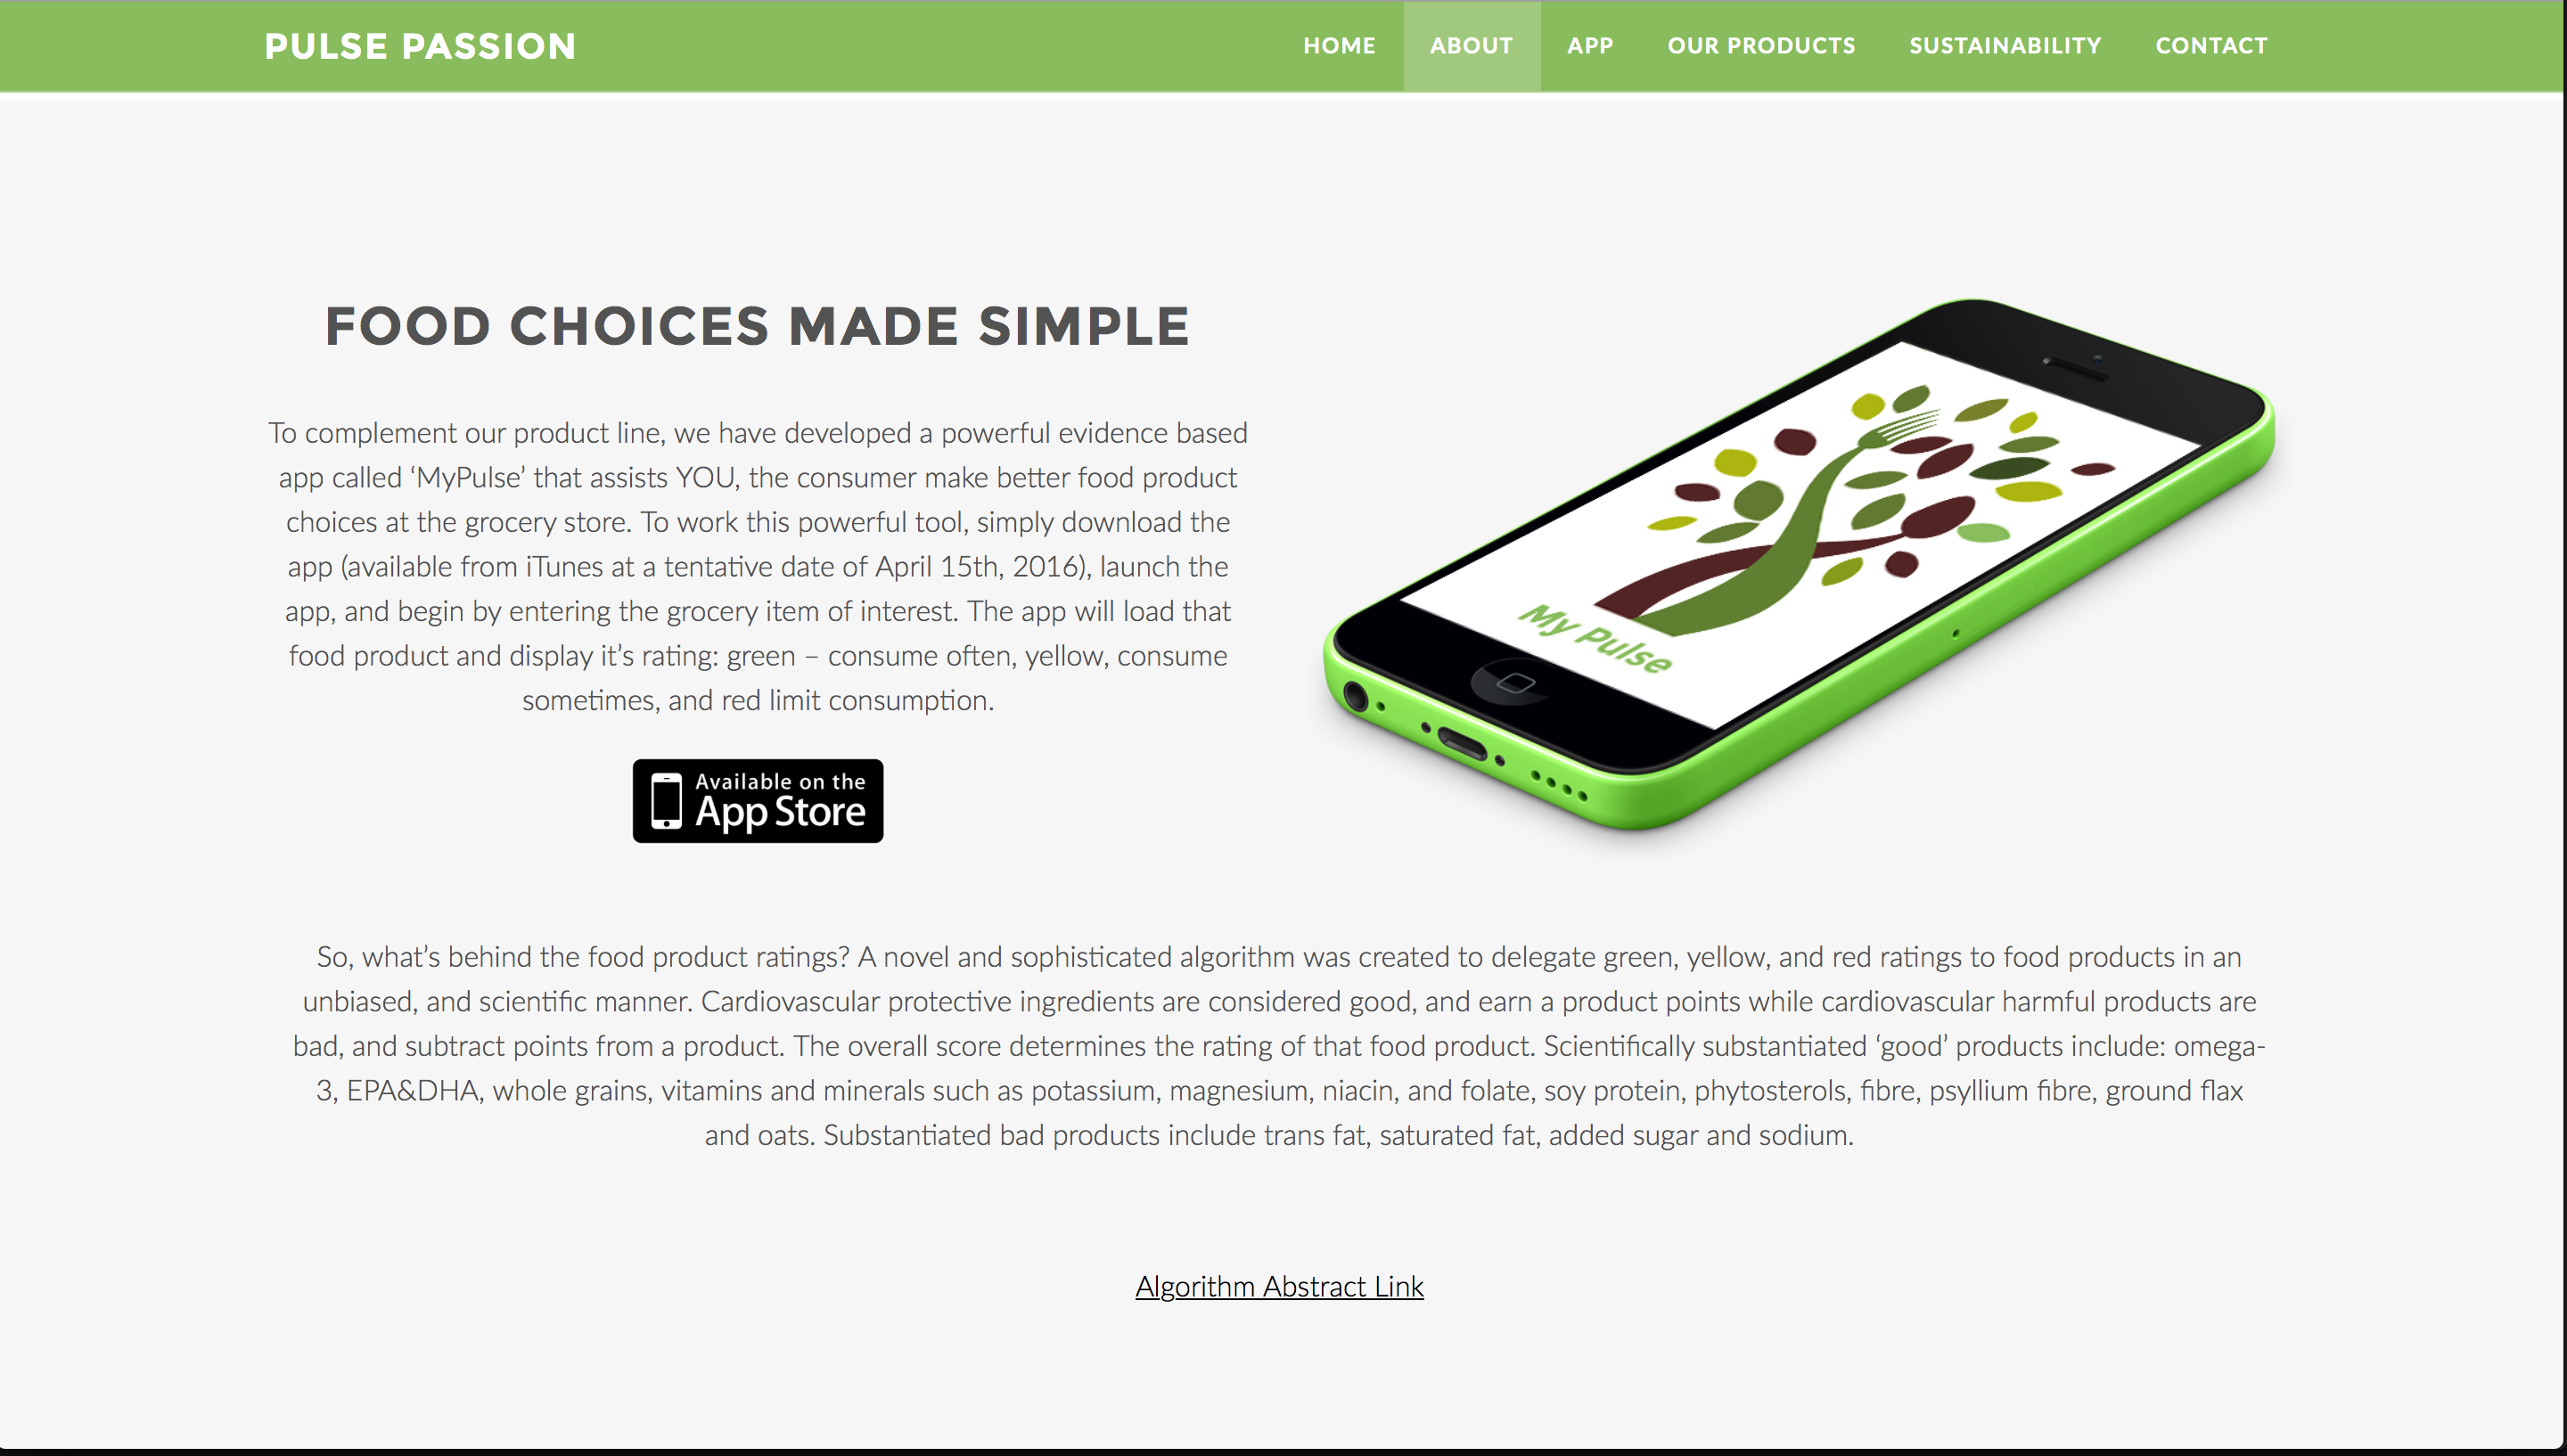 PULSE PASSION
HOME ABOUT APP OUR PRODUCTS SUSTAINABILITY CONTACT
FOOD CHOICES MADE SIMPLE
To complement our product line, we have developed a powerful evidence based
app called ‘MyPulse’ that assists YOU, the consumer make better food product
choices at the grocery store. To work this powerful tool, simply download the
app (available from iTunes at a tentative date of April 15th, 2016), launch the
app, and begin by entering the grocery item of interest. The app will load that
food product and display it’s rating: green – consume often, yellow, consume
sometimes, and red limit consumption.
Available on the
App Store
My Pulse
So, what’s behind the food product ratings? A novel and sophisticated algorithm was created to delegate green, yellow, and red ratings to food products in an
unbiased, and scientific manner. Cardiovascular protective ingredients are considered good, and earn a product points while cardiovascular harmful products are
bad, and subtract points from a product. The overall score determines the rating of that food product. Scientifically substantiated ‘good’ products include: omega-
3, EPA&DHA, whole grains, vitamins and minerals such as potassium, magnesium, niacin, and folate, soy protein, phytosterols, fibre, psyllium fibre, ground flax
and oats. Substantiated bad products include trans fat, saturated fat, added sugar and sodium.
Algorithm Abstract Link